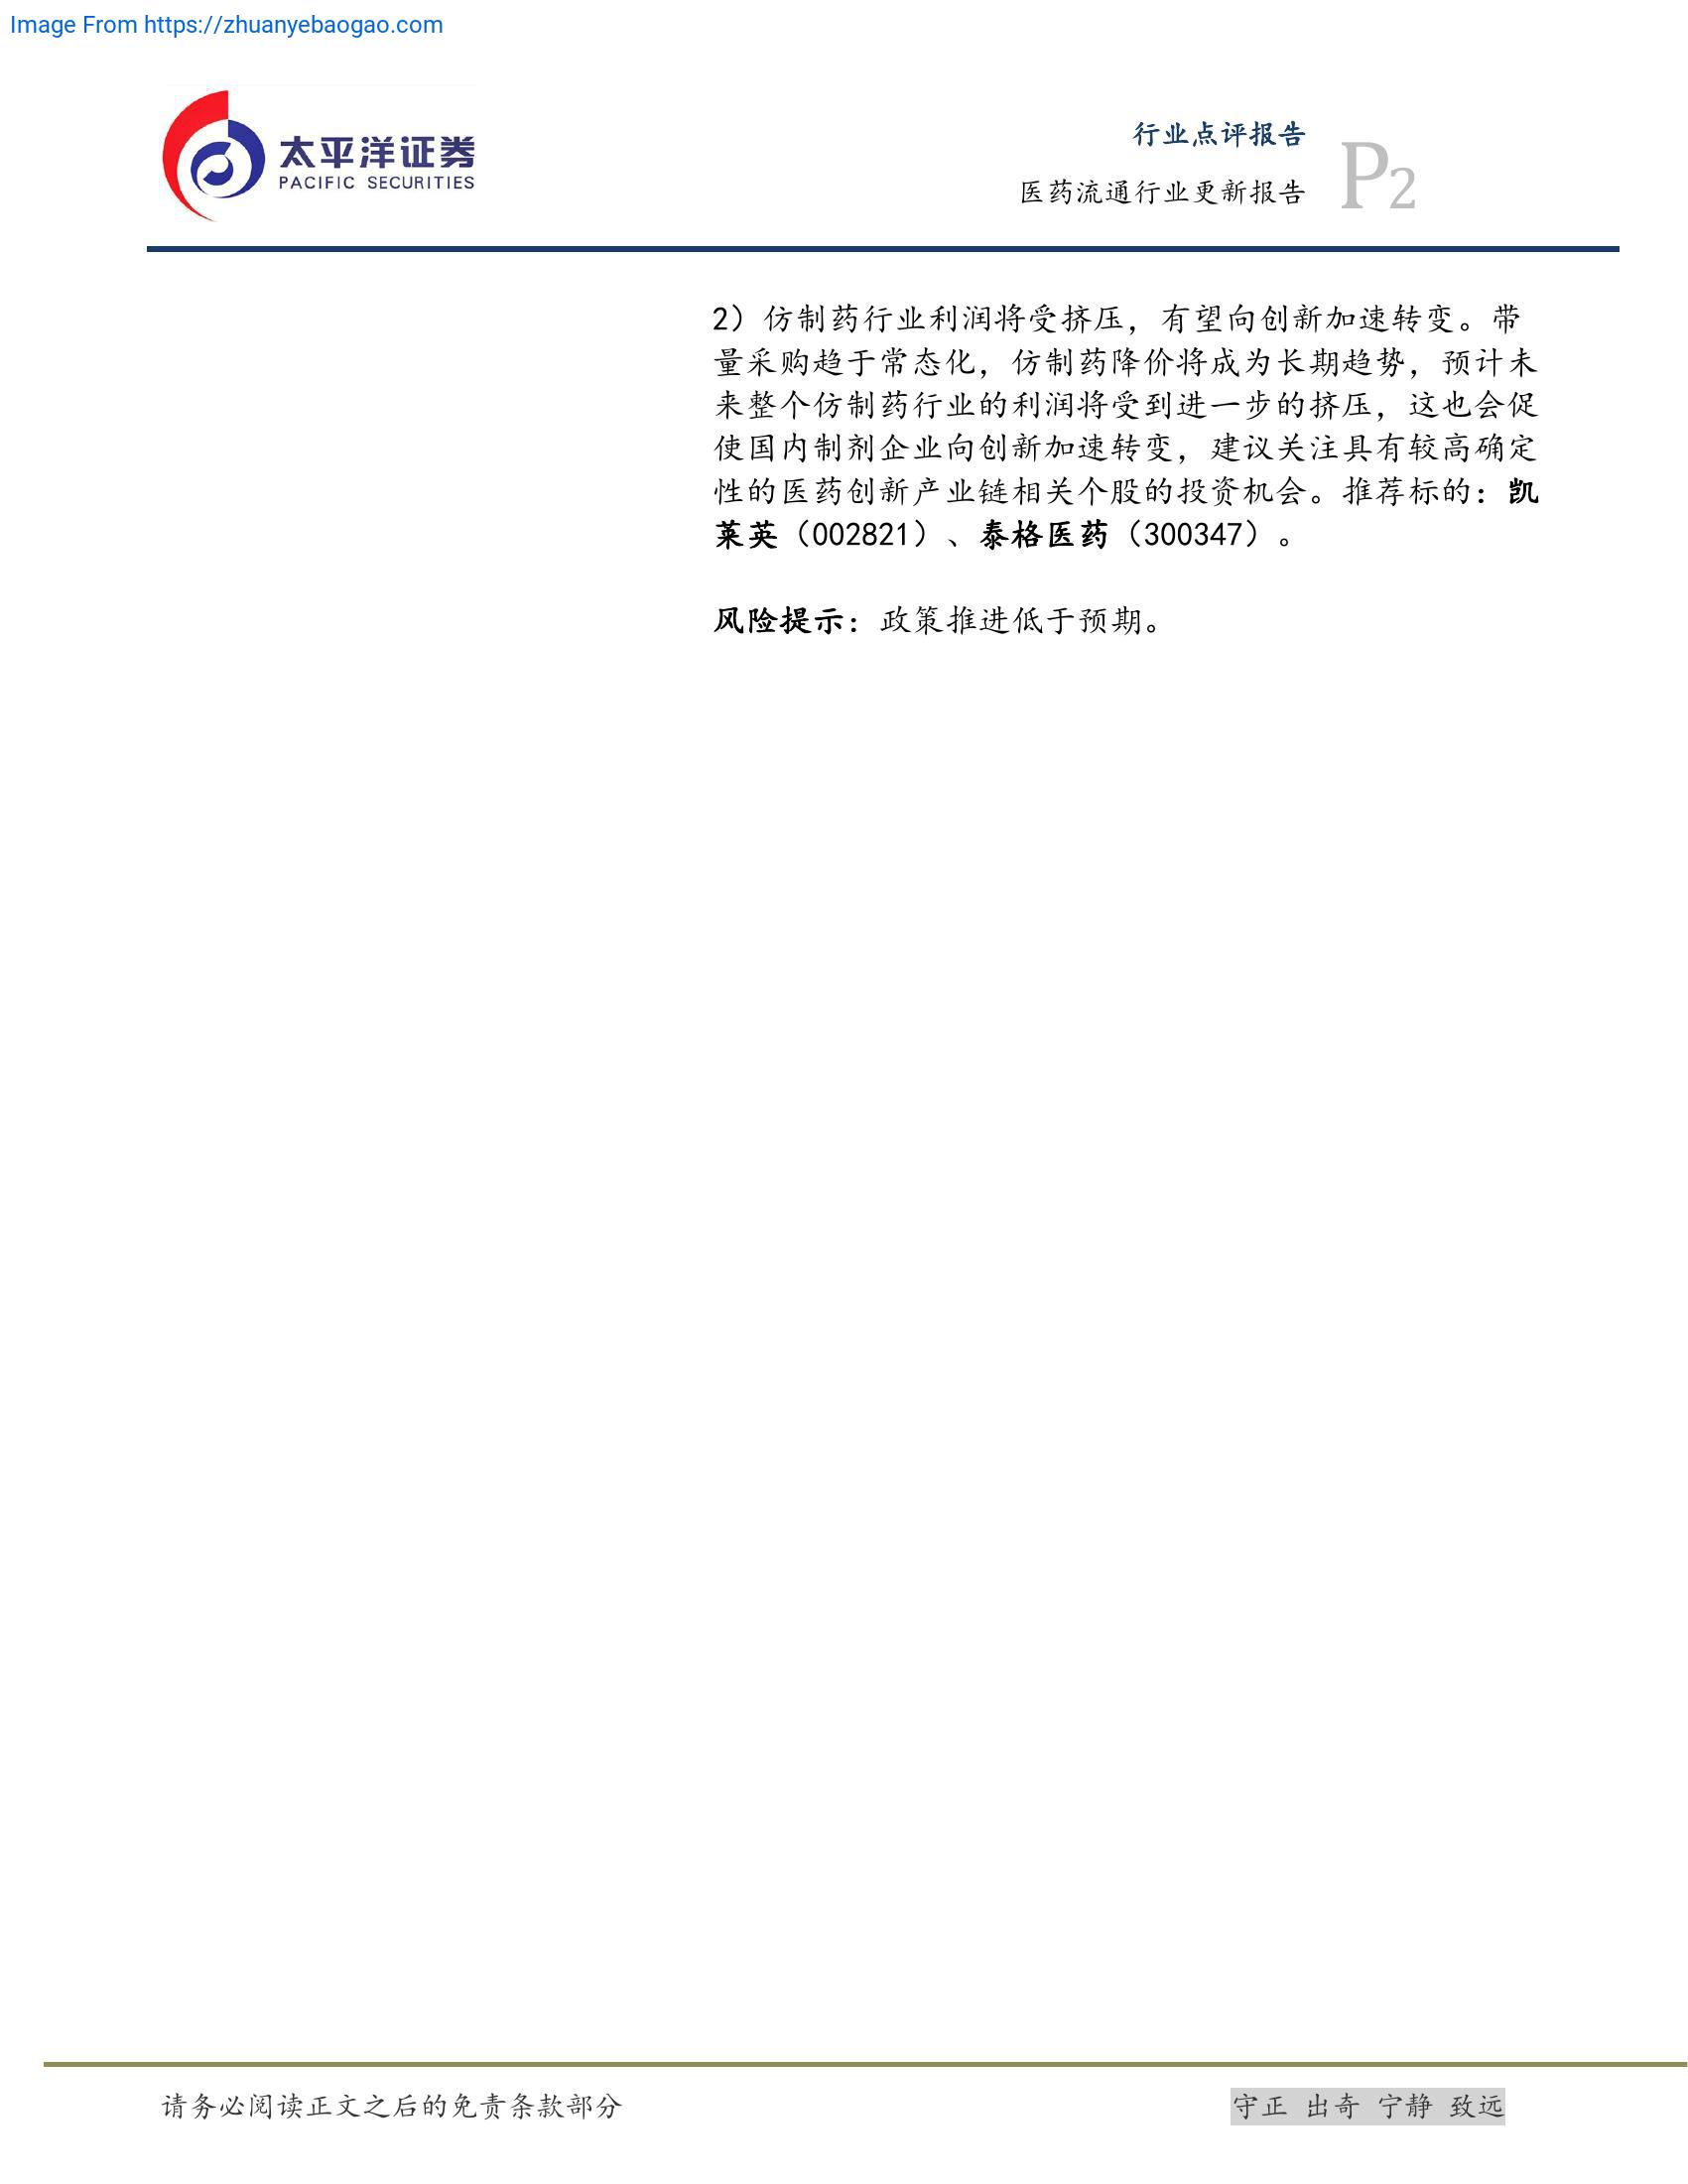 Image From https://zhuanyebaogao.com
太平洋证券
PACIFIC SECURITIES
行业点评报告
医药流通行业更新报告
P2
2）仿制药行业利润将受挤压，有望向创新加速转变。带
量采购趋于常态化，仿制药降价将成为长期趋势，预计未
来整个仿制药行业的利润将受到进一步的挤压，这也会促
使国内制剂企业向创新加速转变，建议关注具有较高确定
性的医药创新产业链相关个股的投资机会。推荐标的：凯
莱英（002821）、泰格医药（300347）。
风险提示：政策推进低于预期。
请务必阅读正文之后的免责条款部分
守正 出奇 宁静 致远